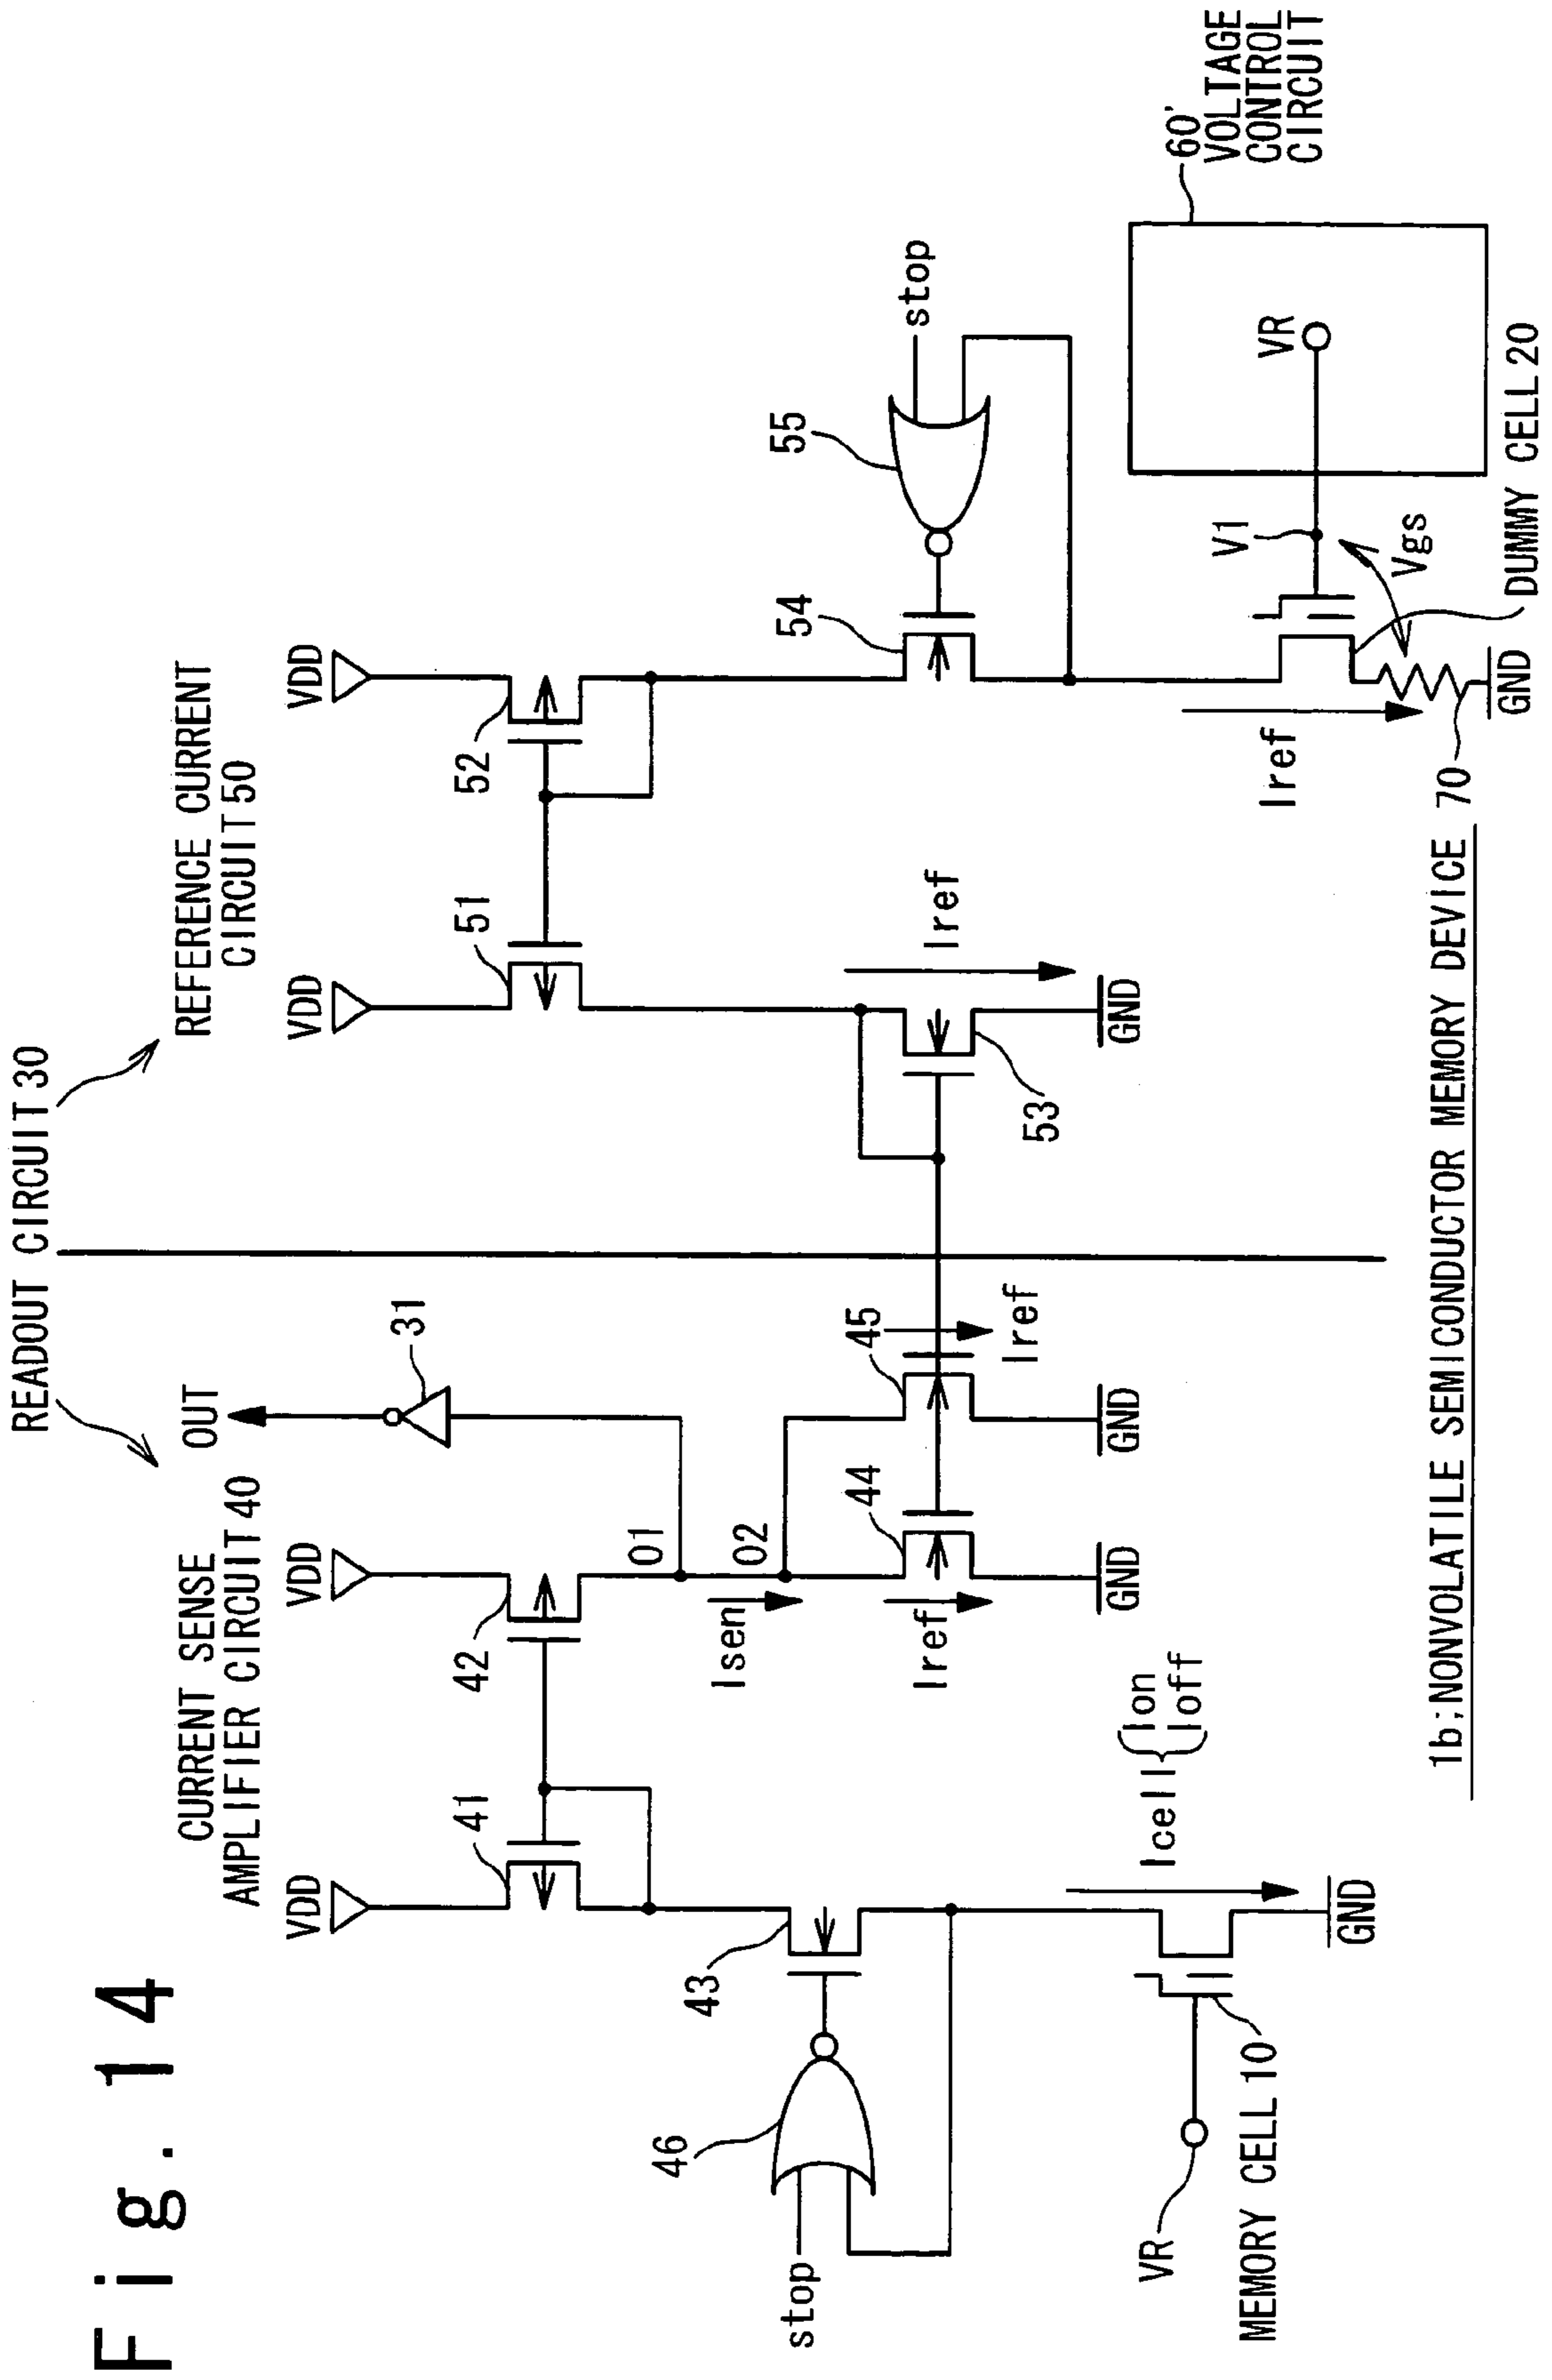 Fig. 14
READOUT CIRCUIT 30
CURRENT SENSE
AMPLIFIER CIRCUIT 40
OUT
REFERENCE CURRENT
CIRCUIT 50
VDD
VDD
VDD
VDD
41
42
31
51
52
43
46
stop
O1
Isen
O2
44
45
Iref
Iref
53
Iref
54
55
stop
60'
VOLTAGE
CONTROL
CIRCUIT
VR
MEMORY CELL 10
Icell
Ion
Ioff
GND
GND
GND
GND
Iref
V1
VR
Vgs
GND
70
DUMMY CELL 20
1b;NONVOLATILE SEMICONDUCTOR MEMORY DEVICE